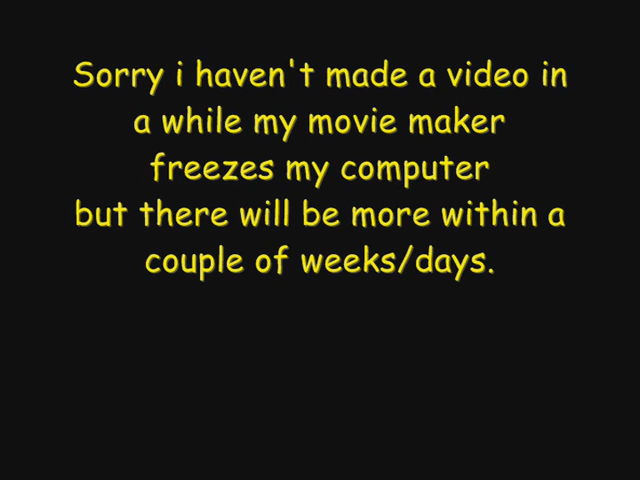 Sorry i haven't made a video in
a while my movie maker
freezes my computer
but there will be more within a
couple of weeks/days.